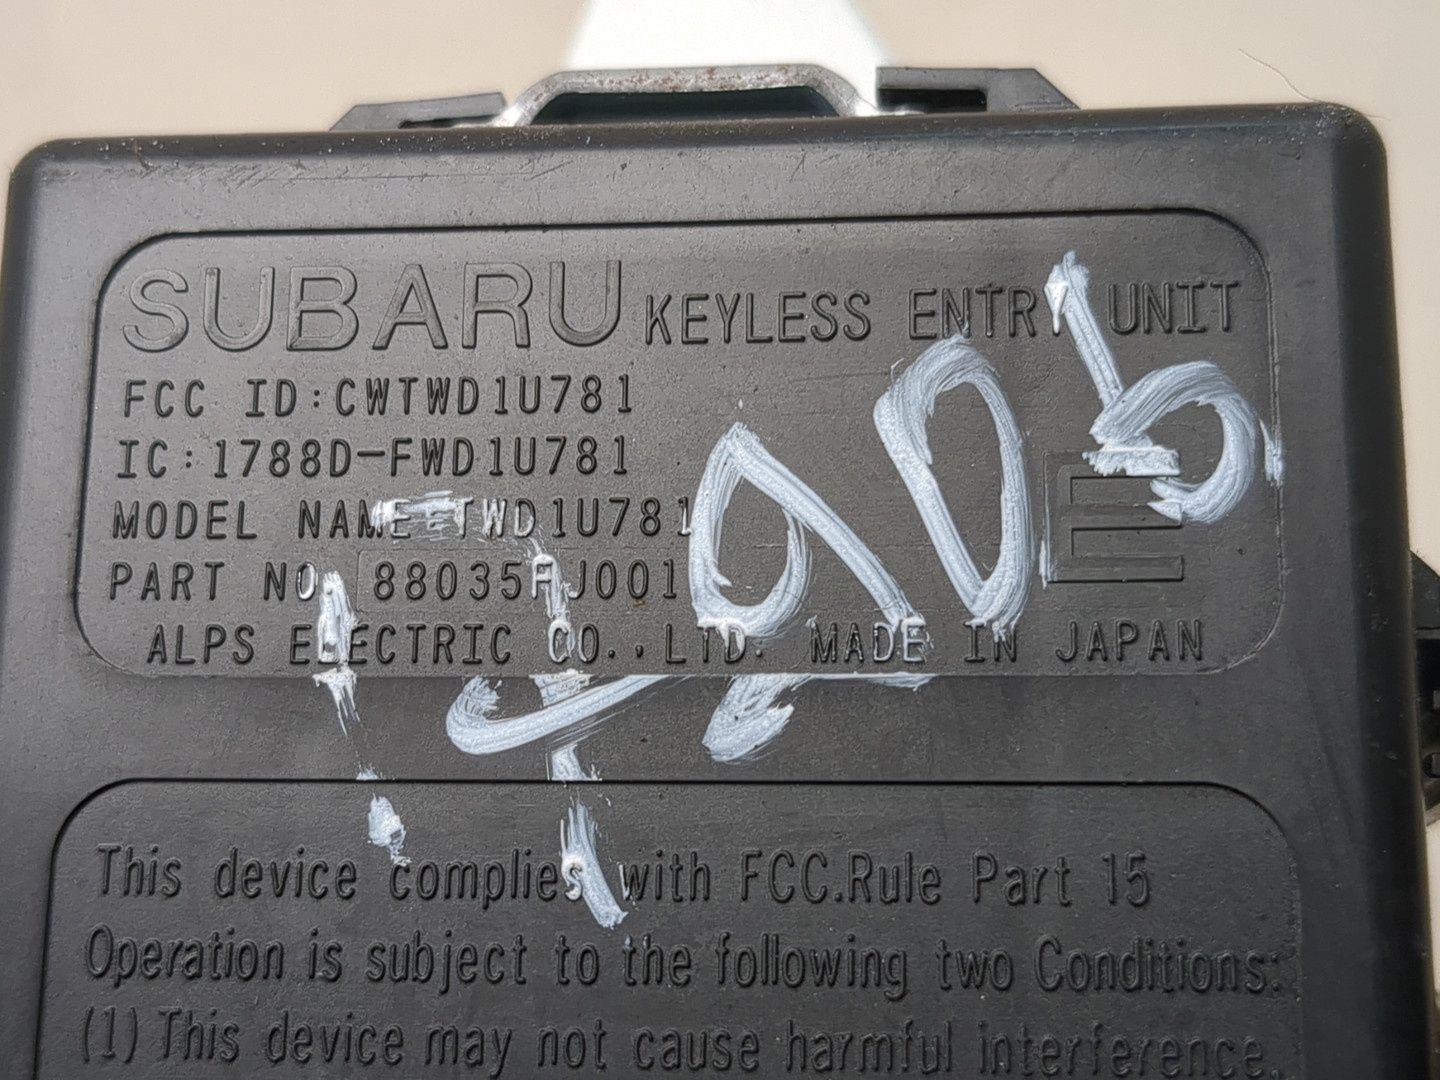 SUBARU KEYLESS ENTRY UNIT
FCC ID:CWTWD1U781
IC:1788D-FWD1U781
MODEL NAME:TWD1U781
E
PART NO. 88035FJ001
ALPS ELECTRIC CO.,LTD. MADE IN JAPAN
This device complies with FCC.Rule Part 15
Operation is subject to the following two Conditions:
(1) This device may not cause harmful interference,